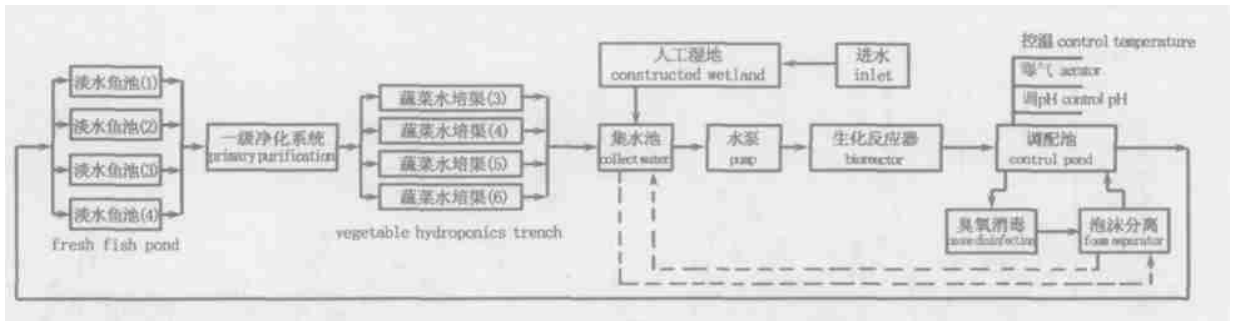 淡水鱼池(1)
淡水鱼池(2)
淡水鱼池(3)
淡水鱼池(4)
fresh fish pond
一级净化系统
primary purification
蔬菜水培渠(3)
蔬菜水培渠(4)
蔬菜水培渠(5)
蔬菜水培渠(6)
vegetable hydroponics trench
人工湿地
constructed wetland
进水
inlet
集水池
collect water
水泵
pump
生化反应器
bioreactor
控温 control temperature
曝气 aerator
调pH control pH
调配池
control pond
臭氧消毒
ozone disinfection
泡沫分离
foam separator